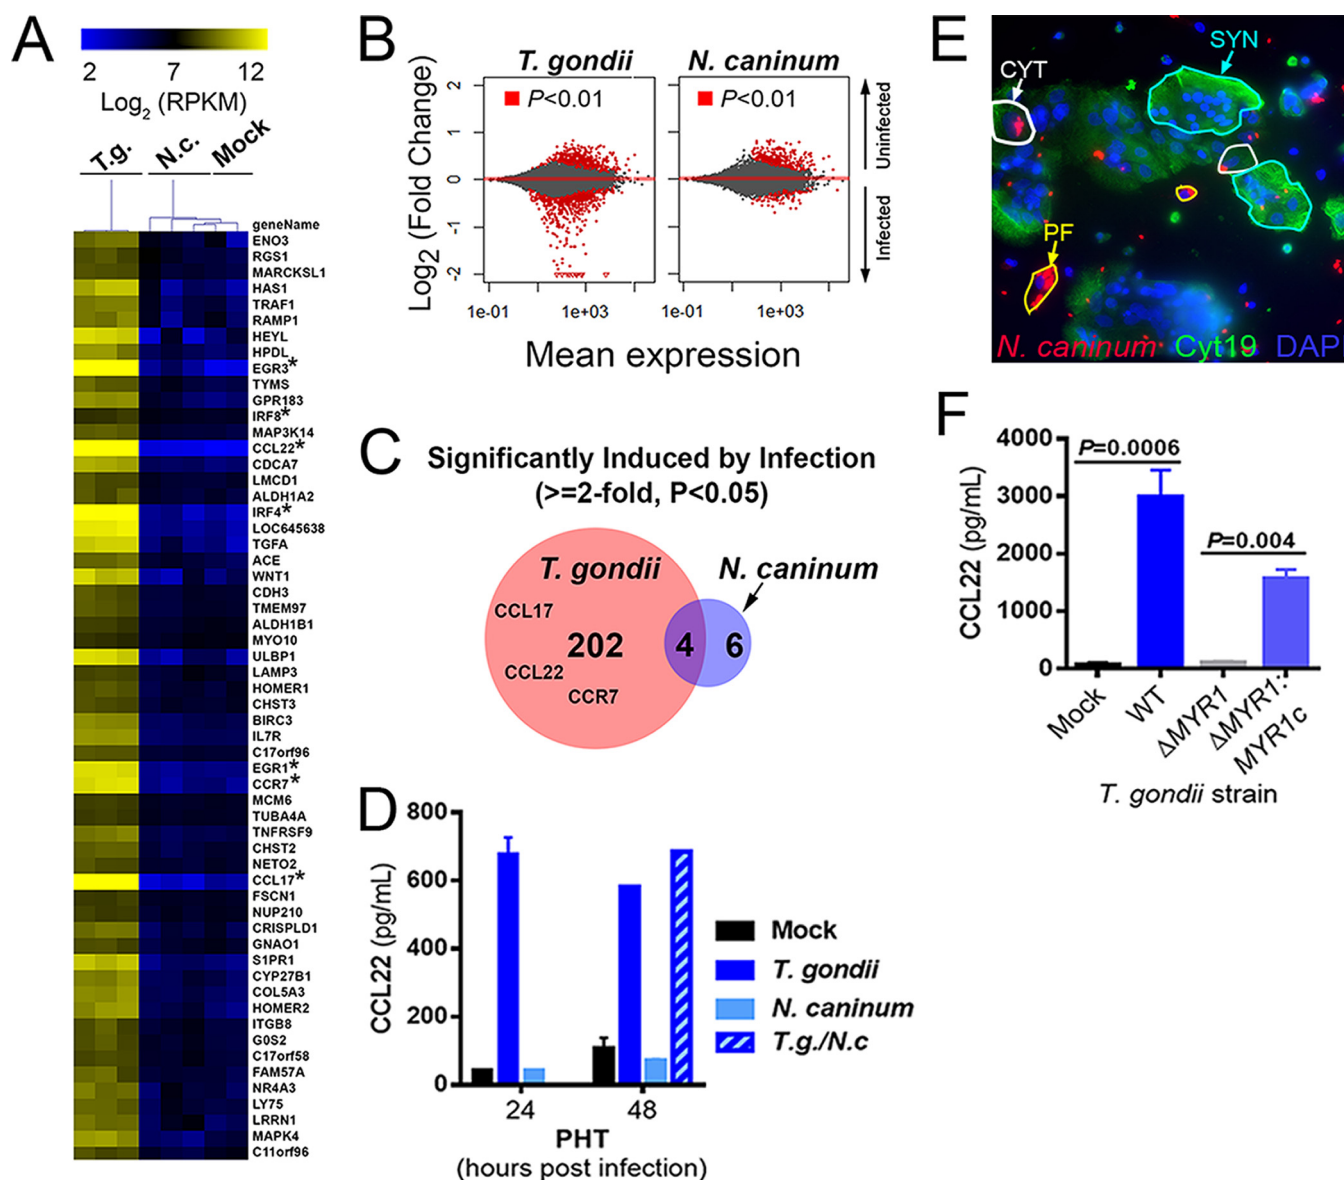 A
2 7 12
Log2 (RPKM)
T.g. N.c. Mock
geneName
ENO3
RGS1
MARCKSL1
HAS1
TRAF1
RAMP1
HEYL
HPDL
EGR3*
TYMS
GPR183
IRF8*
MAP3K14
CCL22*
CDCA7
LMCD1
ALDH1A2
IRF4*
LOC645638
TGFA
ACE
WNT1
CDH3
TMEM97
ALDH1B1
MYO10
ULBP1
LAMP3
HOMER1
CHST3
BIRC3
IL7R
C17orf96
EGR1*
CCR7*
MCM6
TUBA4A
TNFRSF9
CHST2
NETO2
CCL17*
FSCN1
NUP210
CRISPLD1
GNAO1
S1PR1
CYP27B1
COL5A3
HOMER2
ITGB8
G0S2
C17orf58
FAM57A
NR4A3
LY75
LRRN1
MAPK4
C11orf96
B
T. gondii N. caninum
P<0.01 P<0.01
Log2 (Fold Change)
2
1
0
-1
-2
Uninfected
Infected
1e-01 1e+03 1e-01 1e+03
Mean expression
C
Significantly Induced by Infection
(>=2-fold, P<0.05)
T. gondii
N. caninum
CCL17
202 4 6
CCL22
CCR7
D
CCL22 (pg/mL)
800
600
400
200
0
24 48
PHT
(hours post infection)
Mock
T. gondii
N. caninum
T.g./N.c
E
SYN
CYT
PF
N. caninum Cyt19 DAPI
F
CCL22 (pg/mL)
4000
3000
2000
1000
0
P=0.0006
P=0.004
Mock
WT
ΔMYR1
ΔMYR1::
MYR1c
T. gondii strain